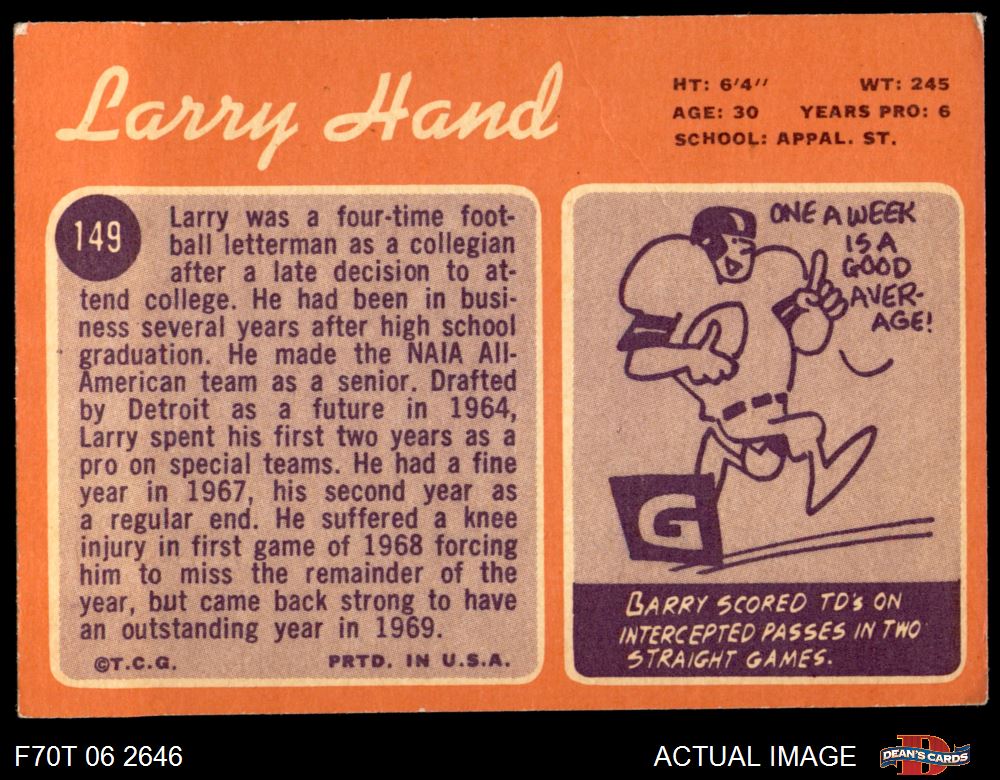 Larry Hand
HT: 6'4'' WT: 245
AGE: 30 YEARS PRO: 6
SCHOOL: APPAL. ST.
149
Larry was a four-time foot-
ball letterman as a collegian
after a late decision to at-
tend college. He had been in busi-
ness several years after high school
graduation. He made the NAIA All-
American team as a senior. Drafted
by Detroit as a future in 1964,
Larry spent his first two years as a
pro on special teams. He had a fine
year in 1967, his second year as
a regular end. He suffered a knee
injury in first game of 1968 forcing
him to miss the remainder of the
year, but came back strong to have
an outstanding year in 1969.
©T.C.G. PRTD. IN U.S.A.
ONE A WEEK
IS A
GOOD
AVER-
AGE!
G
BARRY SCORED TD's ON
INTERCEPTED PASSES IN TWO
STRAIGHT GAMES.
F70T 06 2646
ACTUAL IMAGE
D
DEAN'S CARDS